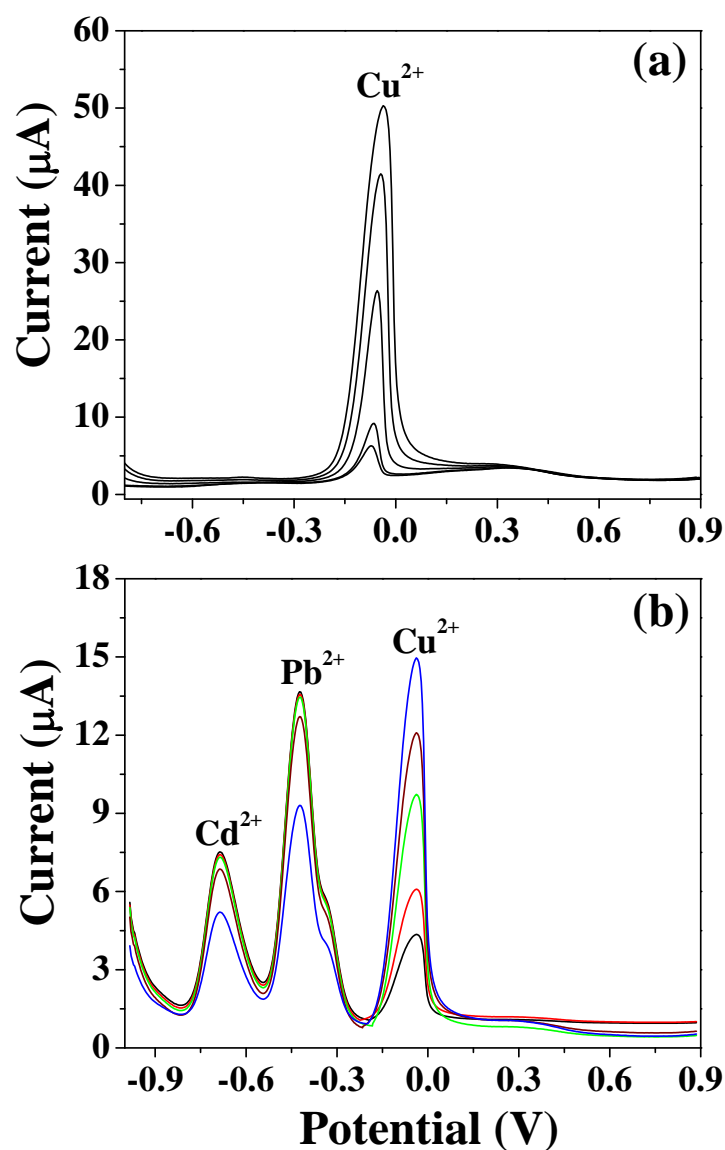 (a)
Cu²⁺
Current (μA)
60
50
40
30
20
10
0
-0.6 -0.3 0.0 0.3 0.6 0.9
(b)
Cu²⁺
Pb²⁺
Cd²⁺
Current (μA)
18
15
12
9
6
3
0
-0.9 -0.6 -0.3 0.0 0.3 0.6 0.9
Potential (V)